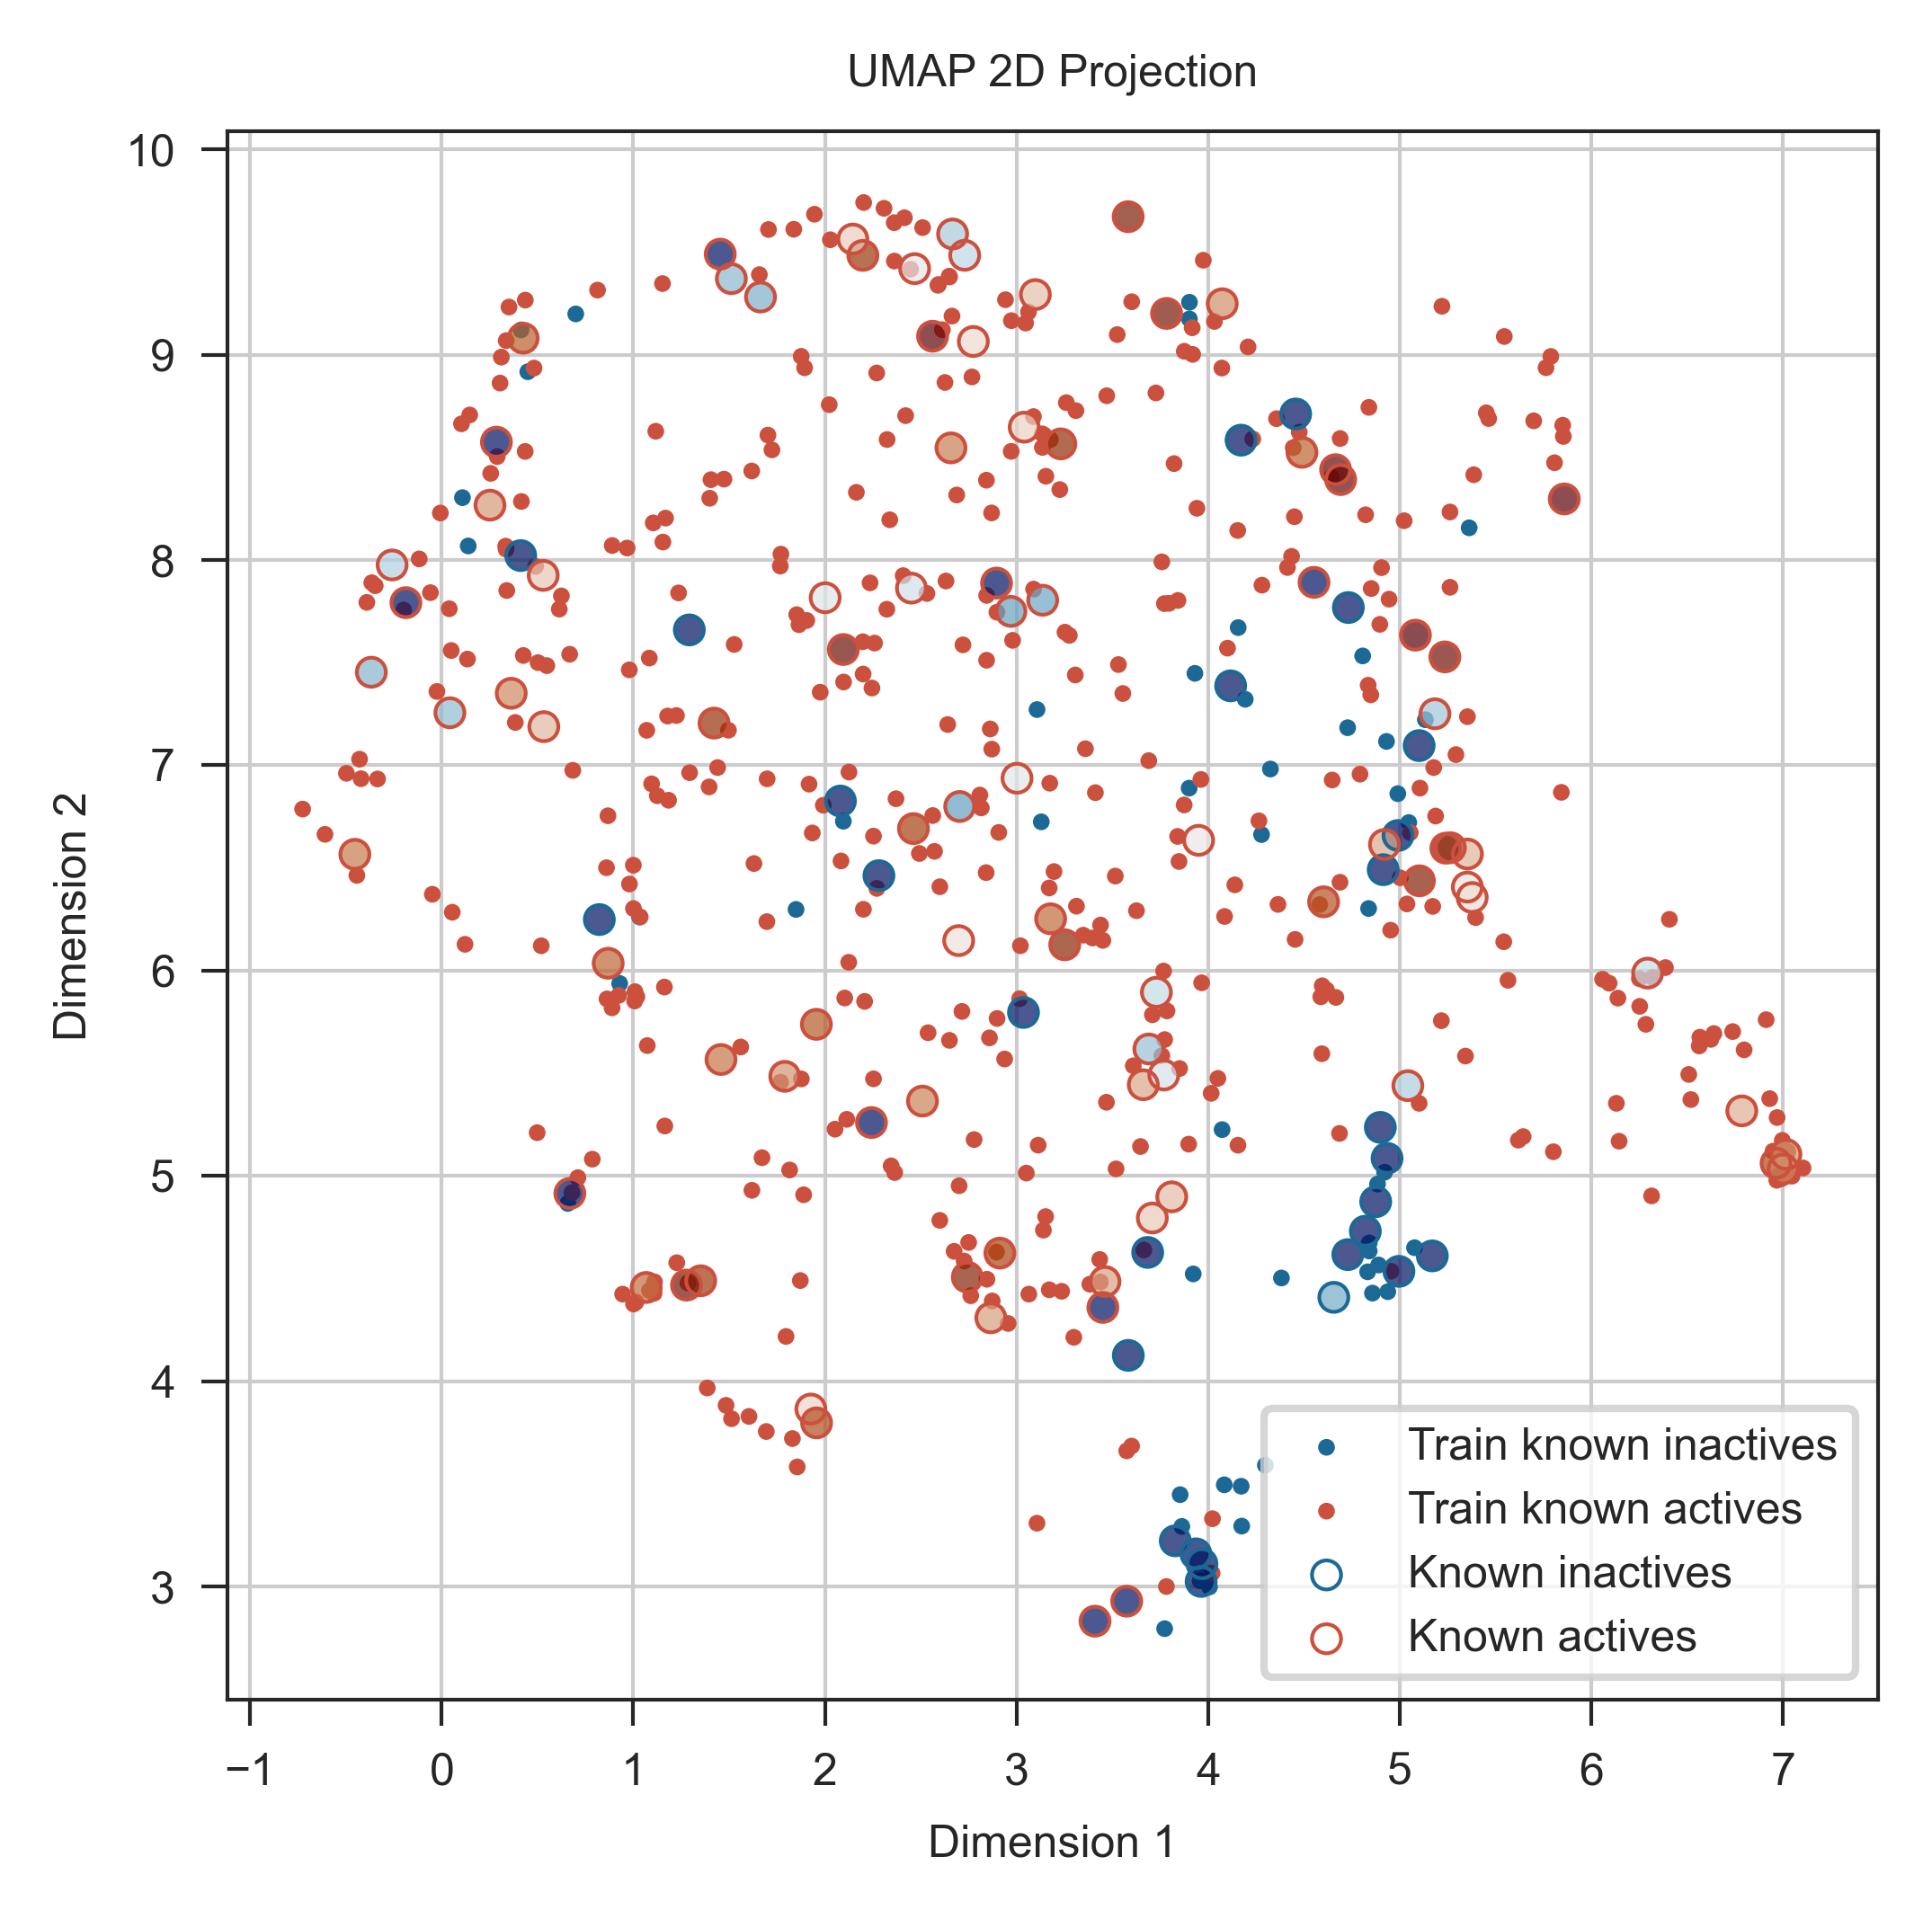 UMAP 2D Projection
10
9
8
7
6
5
4
3
Dimension 2
−1 0 1 2 3 4 5 6 7
Dimension 1
Train known inactives
Train known actives
Known inactives
Known actives